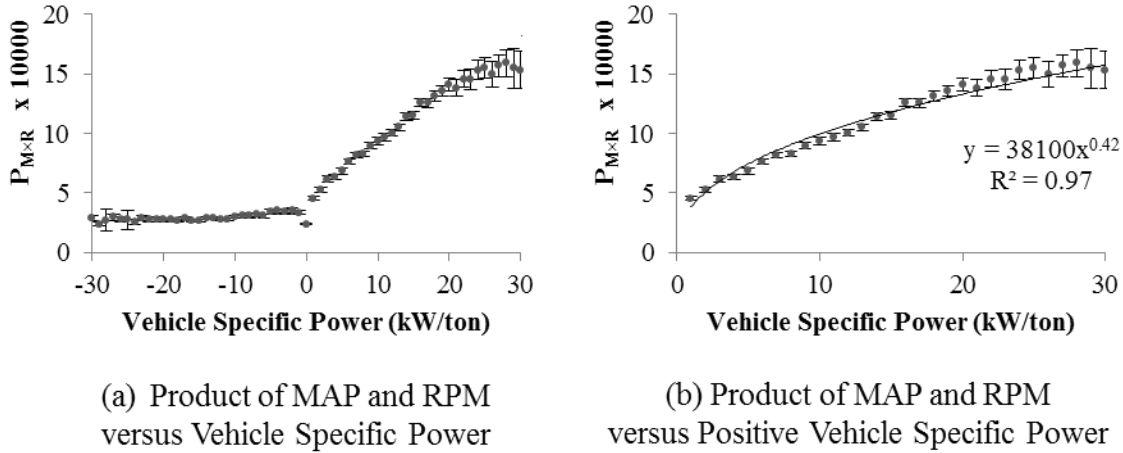 20
15
10
5
0
P_{M×R} x 10000
-30 -20 -10 0 10 20 30
Vehicle Specific Power (kW/ton)
(a) Product of MAP and RPM
versus Vehicle Specific Power
20
15
10
5
0
P_{M×R} x 10000
y = 38100x^{0.42}
R² = 0.97
0 10 20 30
Vehicle Specific Power (kW/ton)
(b) Product of MAP and RPM
versus Positive Vehicle Specific Power